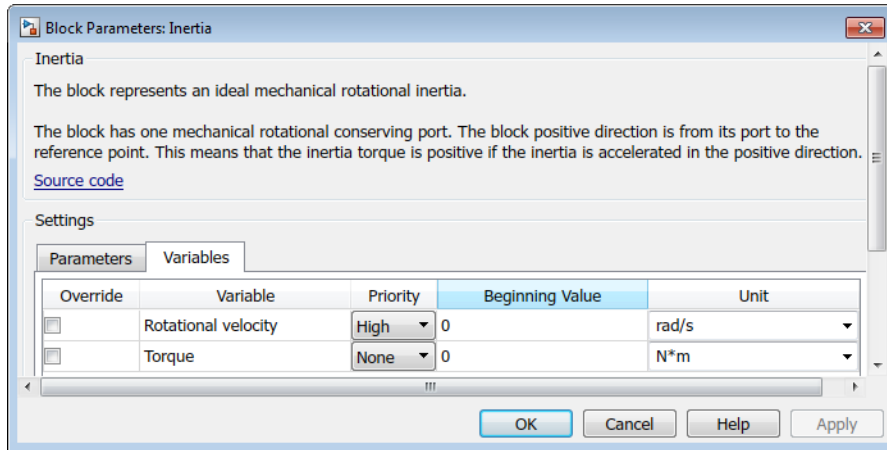 Block Parameters: Inertia
Inertia
The block represents an ideal mechanical rotational inertia.
The block has one mechanical rotational conserving port. The block positive direction is from its port to the
reference point. This means that the inertia torque is positive if the inertia is accelerated in the positive direction.
Source code
Settings
Parameters Variables
Override Variable Priority Beginning Value Unit
Rotational velocity High 0 rad/s
Torque None 0 N*m
OK Cancel Help Apply